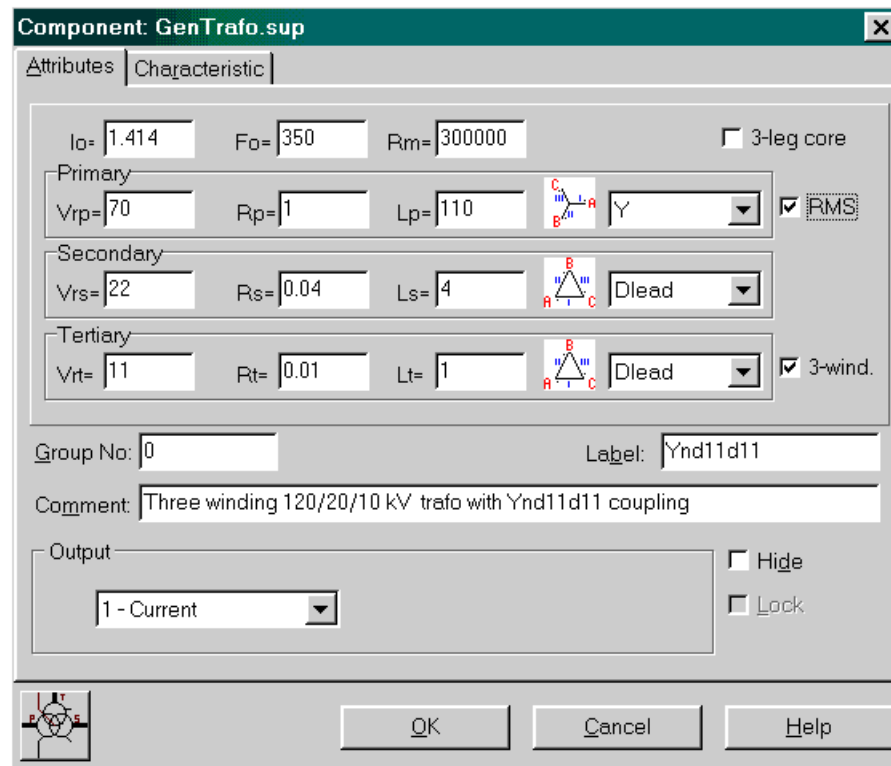 Component: GenTrafo.sup
Attributes Characteristic
Io= 1.414 Fo= 350 Rm= 300000 3-leg core
Primary
Vrp= 70 Rp= 1 Lp= 110 C A B Y RMS
Secondary
Vrs= 22 Rs= 0.04 Ls= 4 B A C Dlead
Tertiary
Vrt= 11 Rt= 0.01 Lt= 1 B A C Dlead 3-wind.
Group No: 0 Label: Ynd11d11
Comment: Three winding 120/20/10 kV trafo with Ynd11d11 coupling
Output Hide
1 - Current Lock
P T S
OK Cancel Help